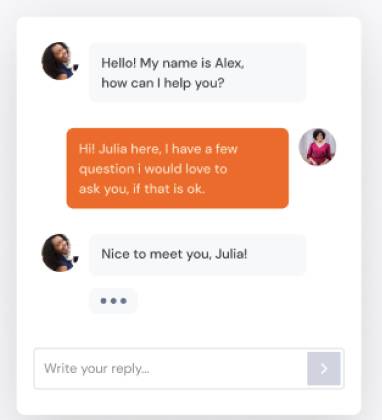 Hello! My name is Alex,
how can I help you?
Hi! Julia here, I have a few
question i would love to
ask you, if that is ok.
Nice to meet you, Julia!
Write your reply...